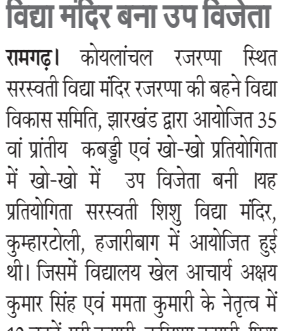 विद्या मंदिर बना उप विजेता
रामगढ़। कोयलांचल रजरप्पा स्थित
सरस्वती विद्या मंदिर रजरप्पा की बहने विद्या
विकास समिति, झारखंड द्वारा आयोजित 35
वां प्रांतीय कबड्डी एवं खो-खो प्रतियोगिता
में खो-खो में उप विजेता बनी ।यह
प्रतियोगिता सरस्वती शिशु विद्या मंदिर,
कुम्हारटोली, हजारीबाग में आयोजित हुई
थी। जिसमें विद्यालय खेल आचार्य अक्षय
कुमार सिंह एवं ममता कुमारी के नेतृत्व में